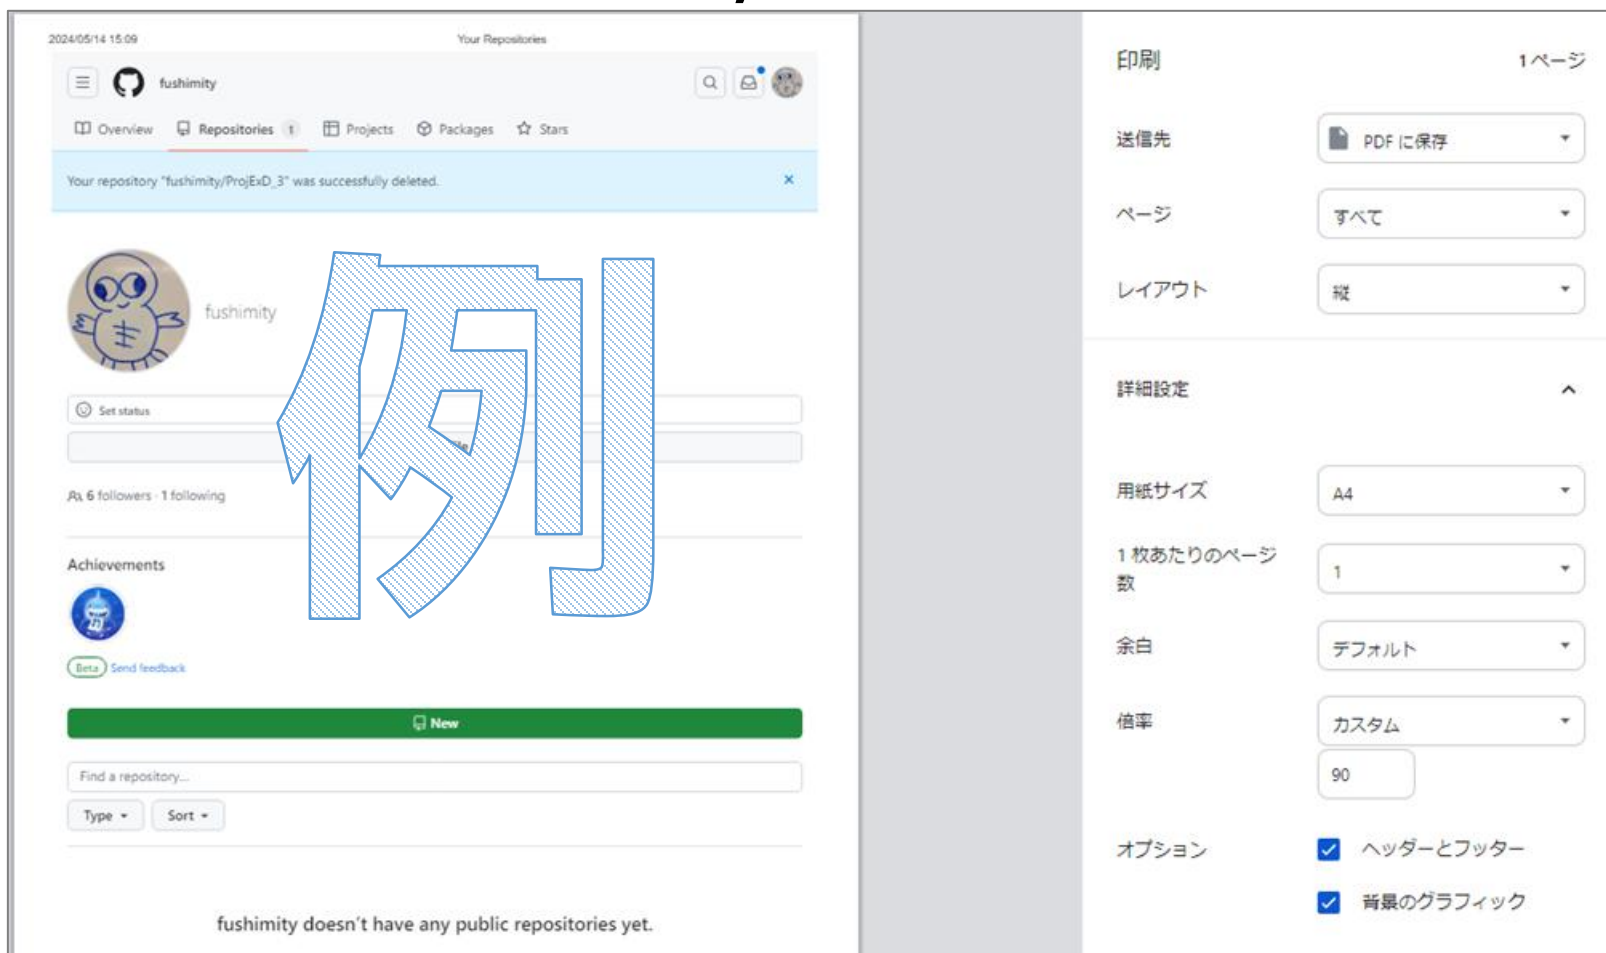 2024/05/14 15:09
Your Repositories
fushimity
Overview
Repositories 1
Projects
Packages
Stars
Your repository "fushimity/ProjExD_3" was successfully deleted.
fushimity
例
Set status
6 followers · 1 following
Achievements
Beta Send feedback
New
Find a repository...
Type
Sort
fushimity doesn't have any public repositories yet.
印刷
1 ページ
送信先
PDF に保存
ページ
すべて
レイアウト
縦
詳細設定
用紙サイズ
A4
1 枚あたりのページ
数
1
余白
デフォルト
倍率
カスタム
90
オプション
ヘッダーとフッター
背景のグラフィック